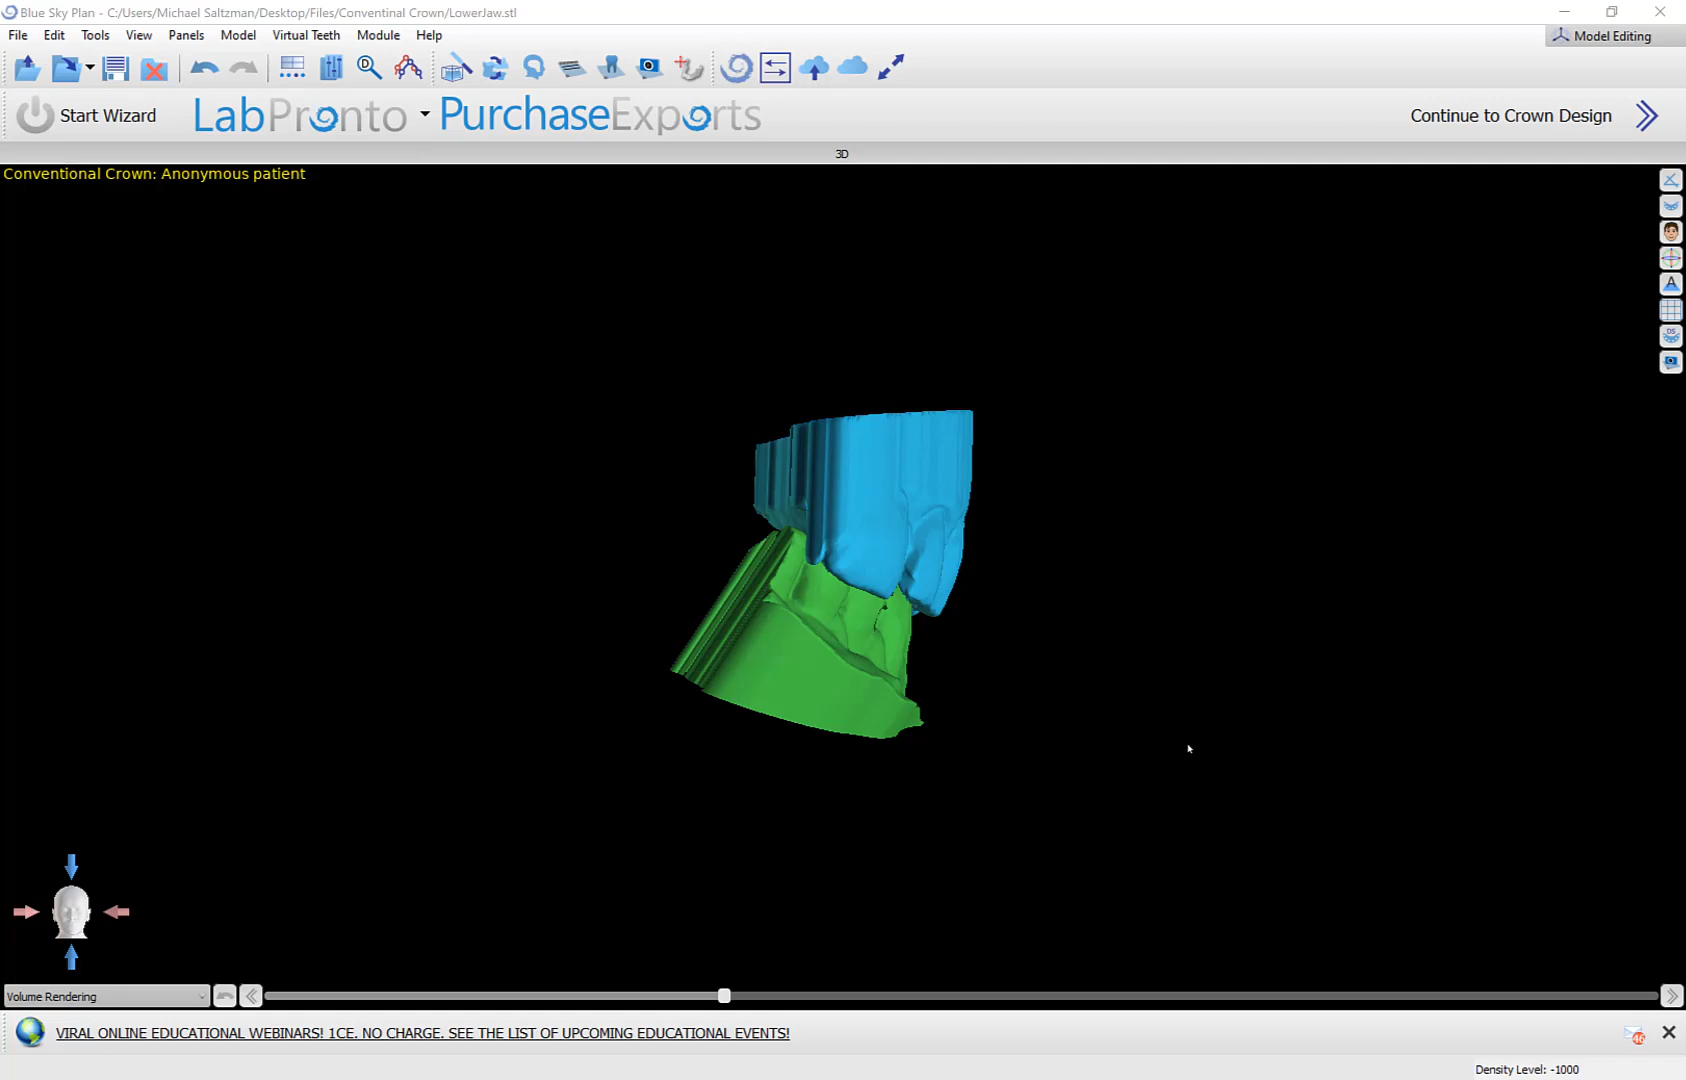 Blue Sky Plan - C:/Users/Michael Saltzman/Desktop/Files/Conventinal Crown/LowerJaw.stl
File Edit Tools View Panels Model Virtual Teeth Module Help
Model Editing
Start Wizard
LabPronto
PurchaseExports
Continue to Crown Design
3D
Conventional Crown: Anonymous patient
A
DS
Volume Rendering
VIRAL ONLINE EDUCATIONAL WEBINARS! 1CE. NO CHARGE. SEE THE LIST OF UPCOMING EDUCATIONAL EVENTS!
46
Density Level: -1000